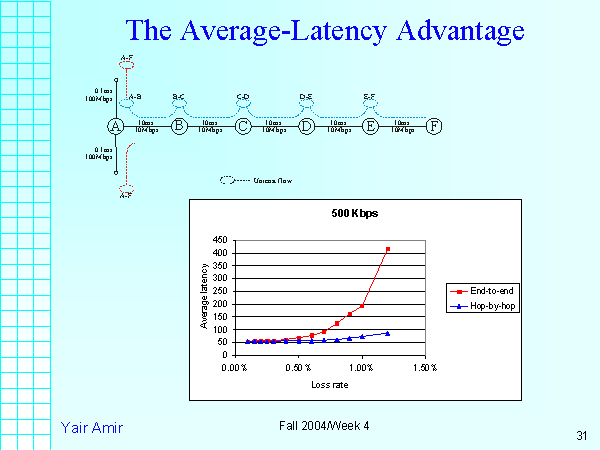 The Average-Latency Advantage
A-F
0.1ms
100Mbps
A-B B-C C-D D-E E-F
A B C D E F
10ms 10ms 10ms 10ms 10ms
10Mbps 10Mbps 10Mbps 10Mbps 10Mbps
0.1ms
100Mbps
A-F
Unicast flow
500 Kbps
450
400
350
300
250
200
150
100
50
0
Average latency
0.00% 0.50% 1.00% 1.50%
Loss rate
End-to-end
Hop-by-hop
Yair Amir
Fall 2004/Week 4
31